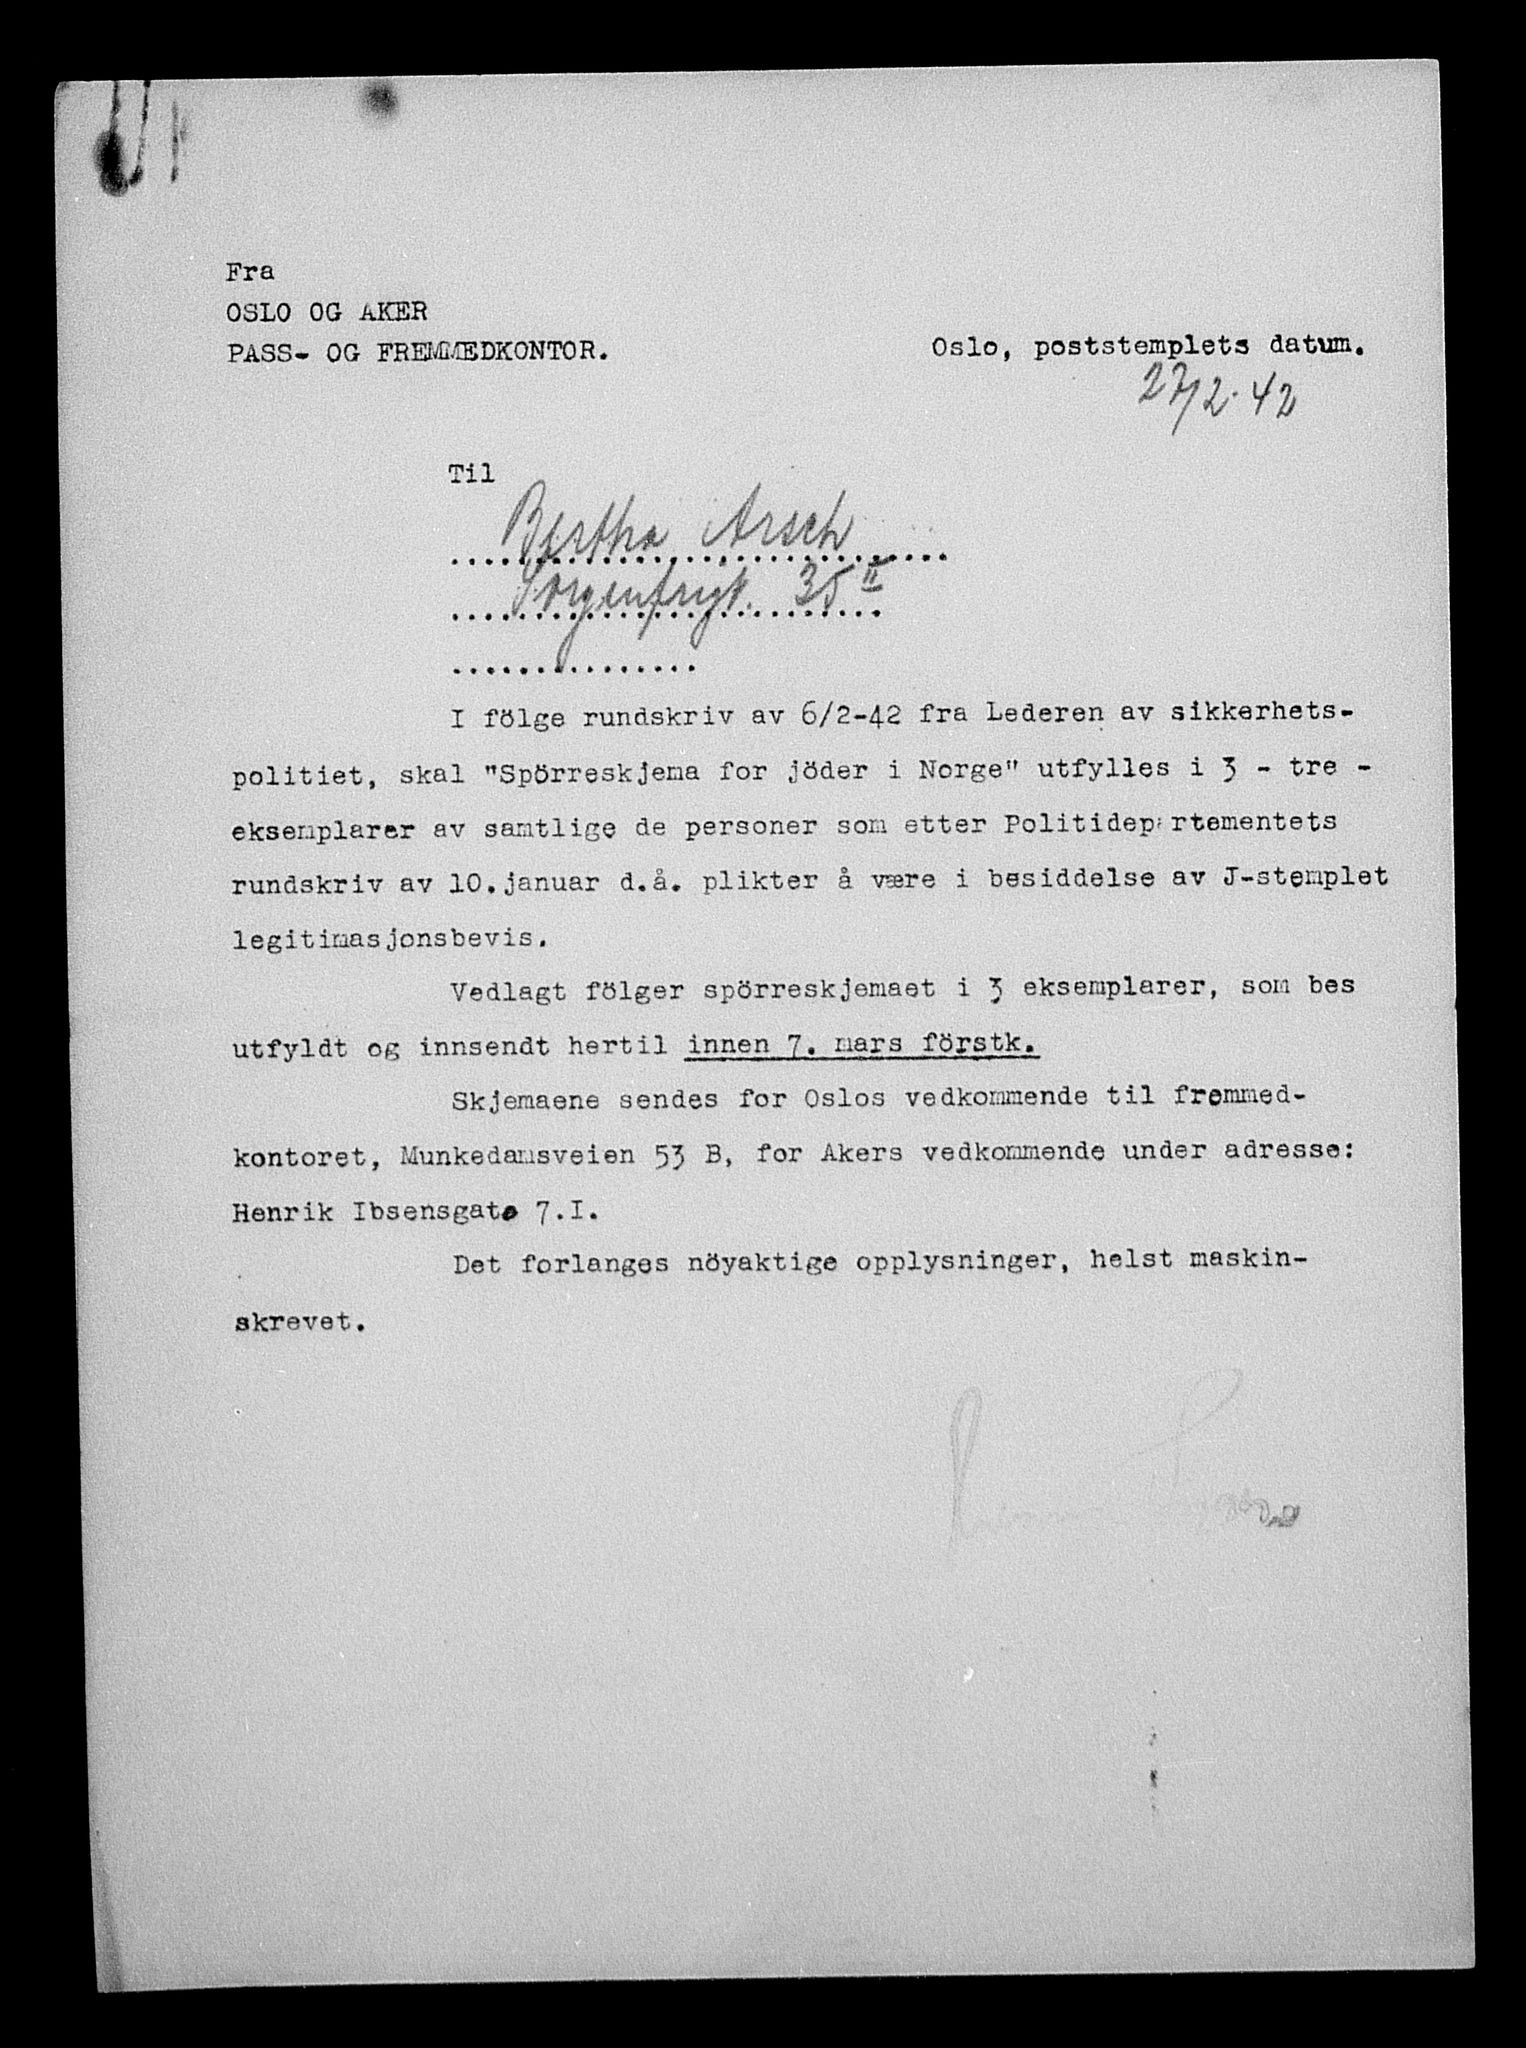 Fra
OSLO OG AKER
PASS- OG FREMMEDKONTOR.
Oslo, poststemplets datum.
27/2.42
Til
Bertha Arsch
Sorgenfrigt. 35 II
I fölge rundskriv av 6/2-42 fra Lederen av sikkerhets-
politiet, skal "Spörreskjema for jöder i Norge" utfylles i 3 - tre -
eksemplarer av samtlige de personer som etter Politidepartementets
rundskriv av 10.januar d.å. plikter å være i besiddelse av J-stemplet
legitimasjonsbevis.
Vedlagt fölger spörreskjemaet i 3 eksemplarer, som bes
utfyldt og innsendt hertil innen 7. mars förstk.
Skjemaene sendes for Oslos vedkommende til fremmed-
kontoret, Munkedamsveien 53 B, for Akers vedkommende under adresse:
Henrik Ibsensgate 7.I.
Det forlanges nöyaktige opplysninger, helst maskin-
skrevet.